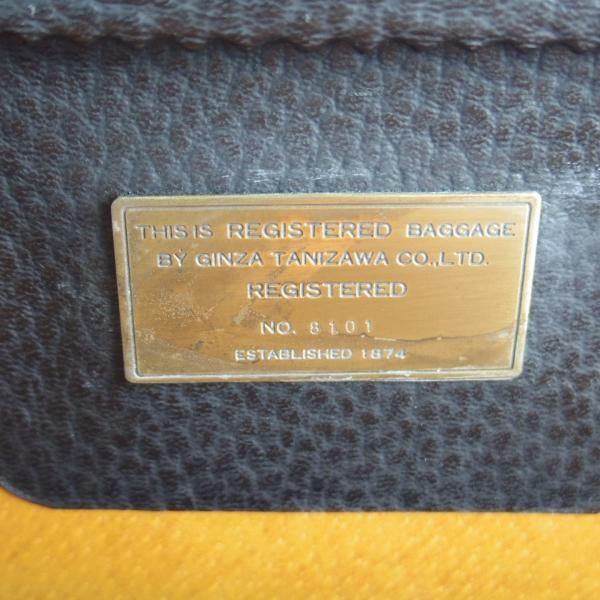 THIS IS REGISTERED BAGGAGE
BY GINZA TANIZAWA CO.,LTD.
REGISTERED
NO. 8101
ESTABLISHED 1874